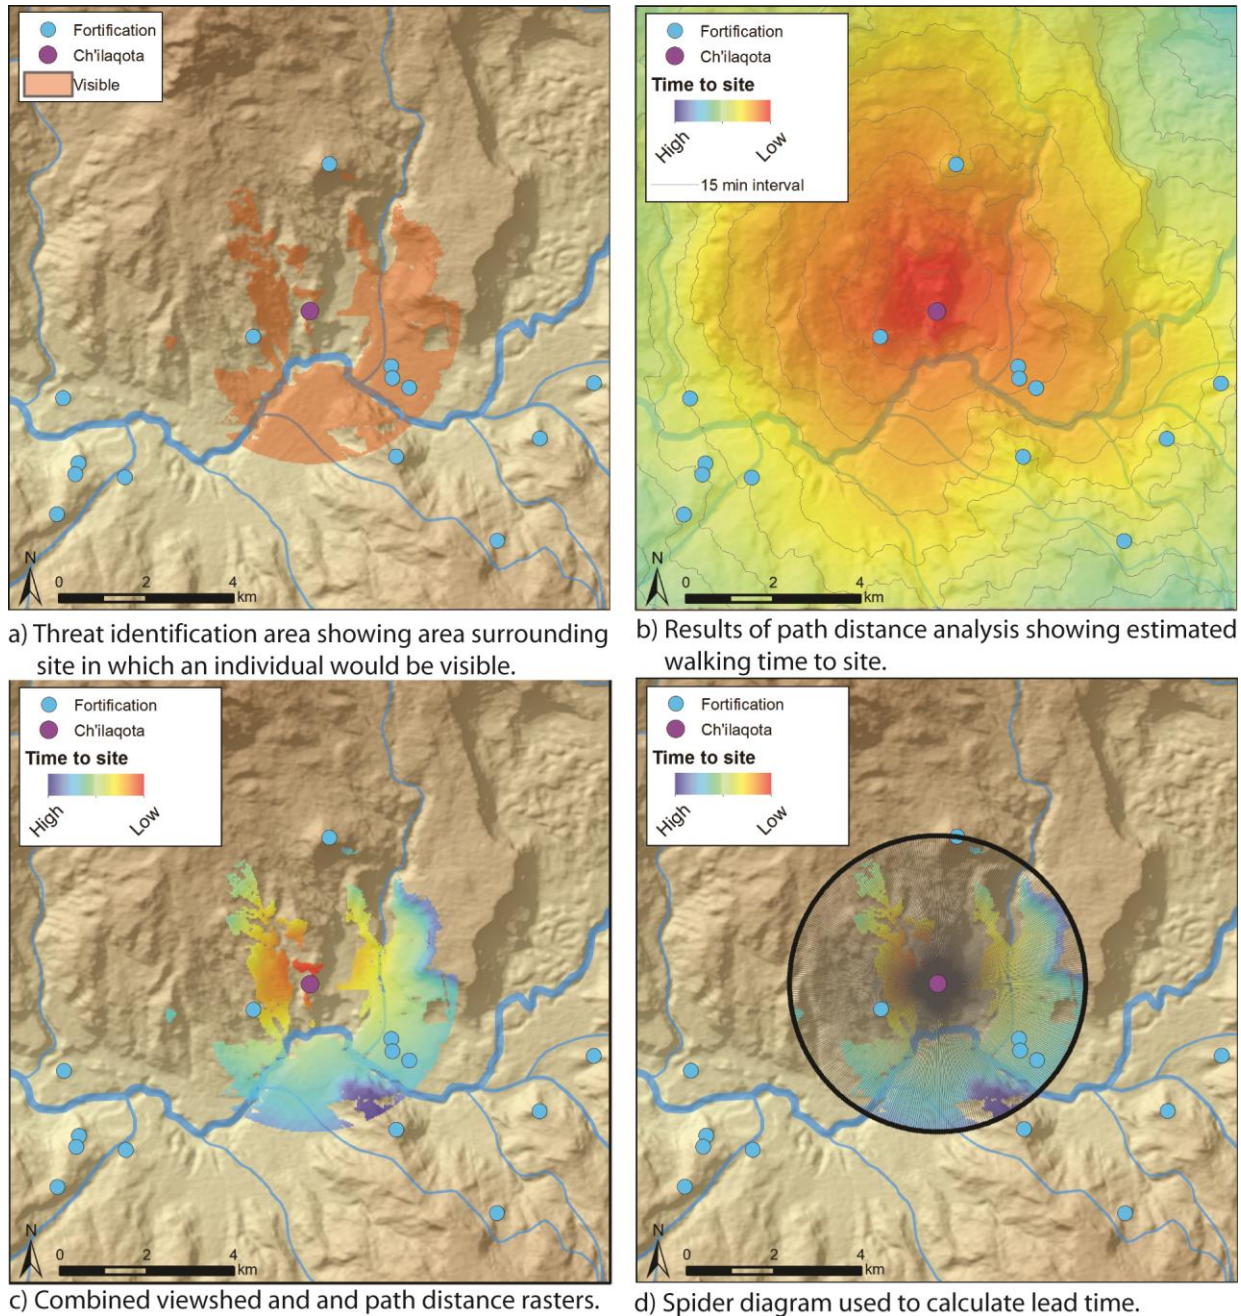 Fortification
Ch'ilaqota
Visible
N
0 2 4
km
a) Threat identification area showing area surrounding
site in which an individual would be visible.
Fortification
Ch'ilaqota
Time to site
High Low
15 min interval
N
0 2 4
km
b) Results of path distance analysis showing estimated
walking time to site.
Fortification
Ch'ilaqota
Time to site
High Low
N
0 2 4
km
c) Combined viewshed and and path distance rasters.
Fortification
Ch'ilaqota
Time to site
High Low
N
0 2 4
km
d) Spider diagram used to calculate lead time.